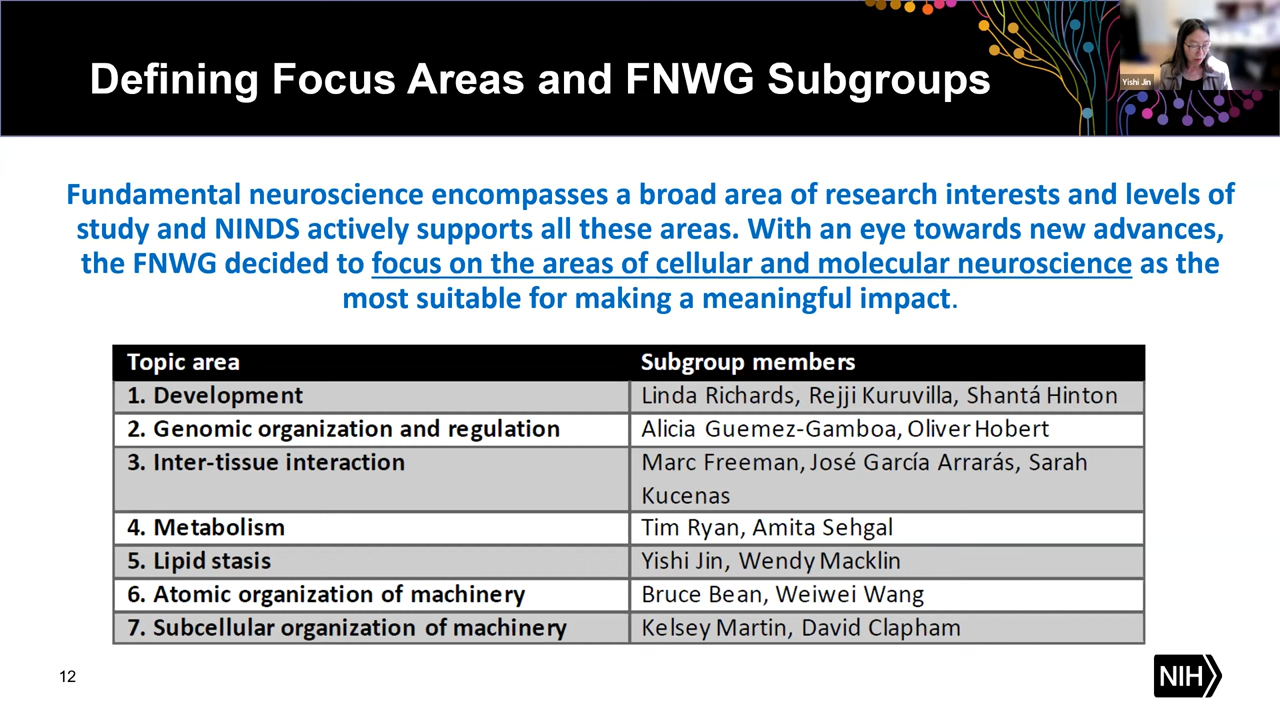 Defining Focus Areas and FNWG Subgroups
Yishi Jin
Fundamental neuroscience encompasses a broad area of research interests and levels of
study and NINDS actively supports all these areas. With an eye towards new advances,
the FNWG decided to focus on the areas of cellular and molecular neuroscience as the
most suitable for making a meaningful impact.
Topic area Subgroup members
1. Development Linda Richards, Rejji Kuruvilla, Shantá Hinton
2. Genomic organization and regulation Alicia Guemez-Gamboa, Oliver Hobert
3. Inter-tissue interaction Marc Freeman, José García Arrarás, Sarah
Kucenas
4. Metabolism Tim Ryan, Amita Sehgal
5. Lipid stasis Yishi Jin, Wendy Macklin
6. Atomic organization of machinery Bruce Bean, Weiwei Wang
7. Subcellular organization of machinery Kelsey Martin, David Clapham
12
NIH